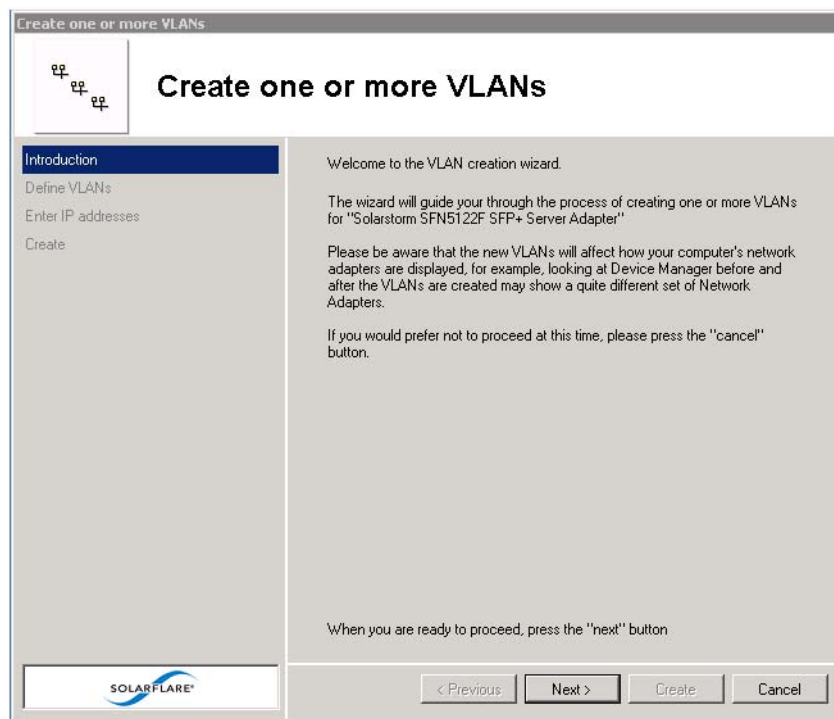 Create one or more VLANs
Create one or more VLANs
Introduction
Define VLANs
Enter IP addresses
Create
Welcome to the VLAN creation wizard.
The wizard will guide your through the process of creating one or more VLANs
for "Solarstorm SFN5122F SFP+ Server Adapter"
Please be aware that the new VLANs will affect how your computer's network
adapters are displayed, for example, looking at Device Manager before and
after the VLANs are created may show a quite different set of Network
Adapters.
If you would prefer not to proceed at this time, please press the "cancel"
button.
When you are ready to proceed, press the "next" button
SOLARFLARE®
< Previous
Next >
Create
Cancel